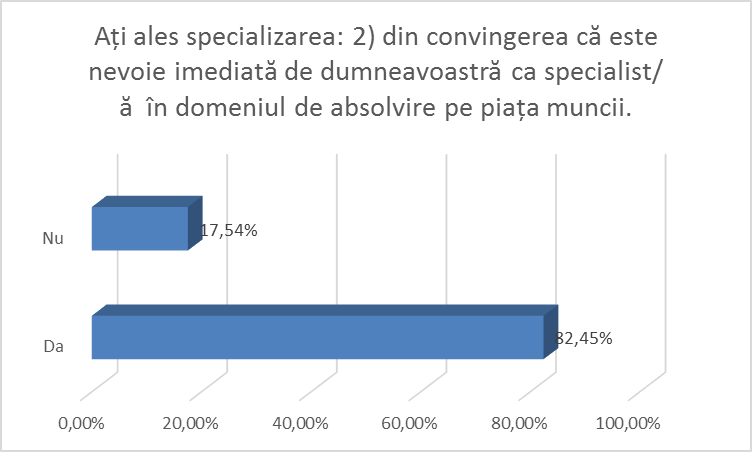 Ați ales specializarea: 2) din convingerea că este
nevoie imediată de dumneavoastră ca specialist/
ă în domeniul de absolvire pe piața muncii.
Nu
17,54%
Da
82,45%
0,00%
20,00%
40,00%
60,00%
80,00%
100,00%